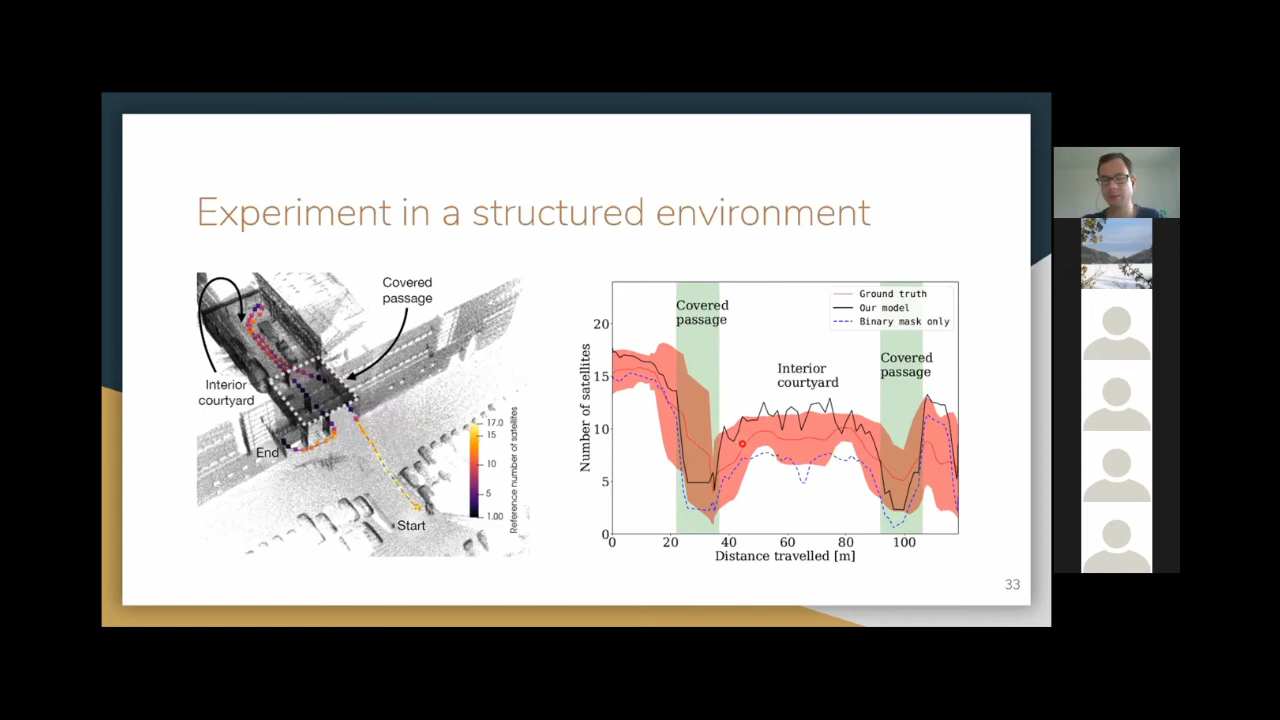 Experiment in a structured environment
Covered
passage
Interior
courtyard
End
Start
17.0
15
10
5
1.00
Reference number of satellites
Number of satellites
20
15
10
5
0
0
20
40
60
80
100
Distance travelled [m]
Covered
passage
Interior
courtyard
Covered
passage
Ground truth
Our model
Binary mask only
33